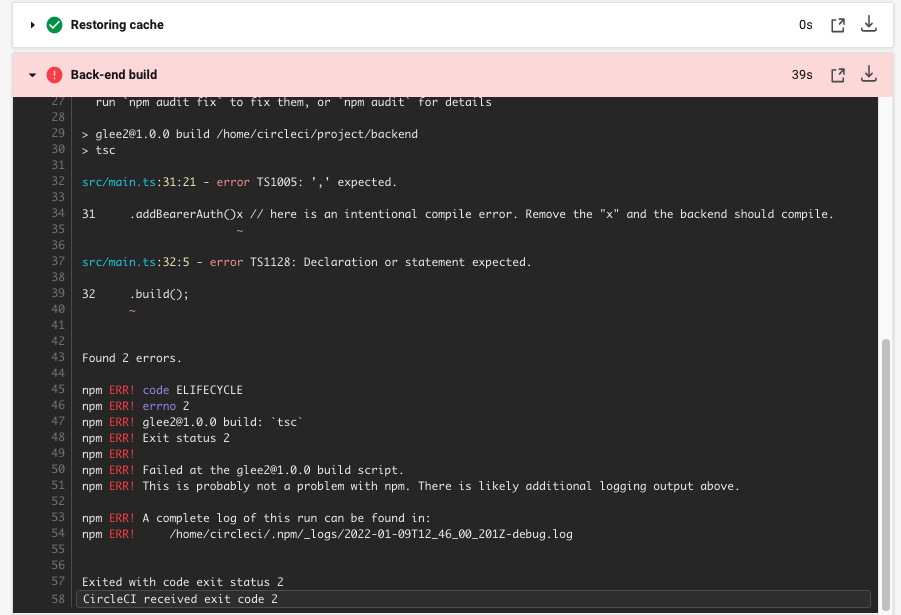 Restoring cache 0s
Back-end build 39s
27 run `npm audit fix` to fix them, or `npm audit` for details
28
29 > glee2@1.0.0 build /home/circleci/project/backend
30 > tsc
31
32 src/main.ts:31:21 - error TS1005: ',' expected.
33
34 31     .addBearerAuth()x // here is an intentional compile error. Remove the "x" and the backend should compile.
35                        ~
36
37 src/main.ts:32:5 - error TS1128: Declaration or statement expected.
38
39 32     .build();
40        ~
41
42
43 Found 2 errors.
44
45 npm ERR! code ELIFECYCLE
46 npm ERR! errno 2
47 npm ERR! glee2@1.0.0 build: `tsc`
48 npm ERR! Exit status 2
49 npm ERR!
50 npm ERR! Failed at the glee2@1.0.0 build script.
51 npm ERR! This is probably not a problem with npm. There is likely additional logging output above.
52
53 npm ERR! A complete log of this run can be found in:
54 npm ERR!     /home/circleci/.npm/_logs/2022-01-09T12_46_00_201Z-debug.log
55
56
57 Exited with code exit status 2
58 CircleCI received exit code 2